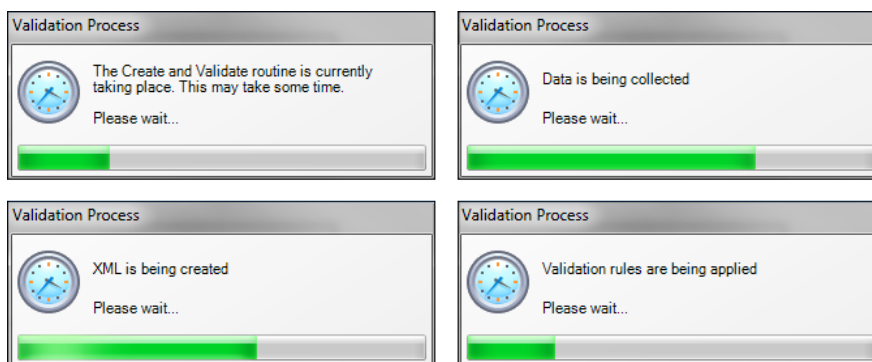 Validation Process
The Create and Validate routine is currently
taking place. This may take some time.
Please wait...
Validation Process
Data is being collected
Please wait...
Validation Process
XML is being created
Please wait...
Validation Process
Validation rules are being applied
Please wait...